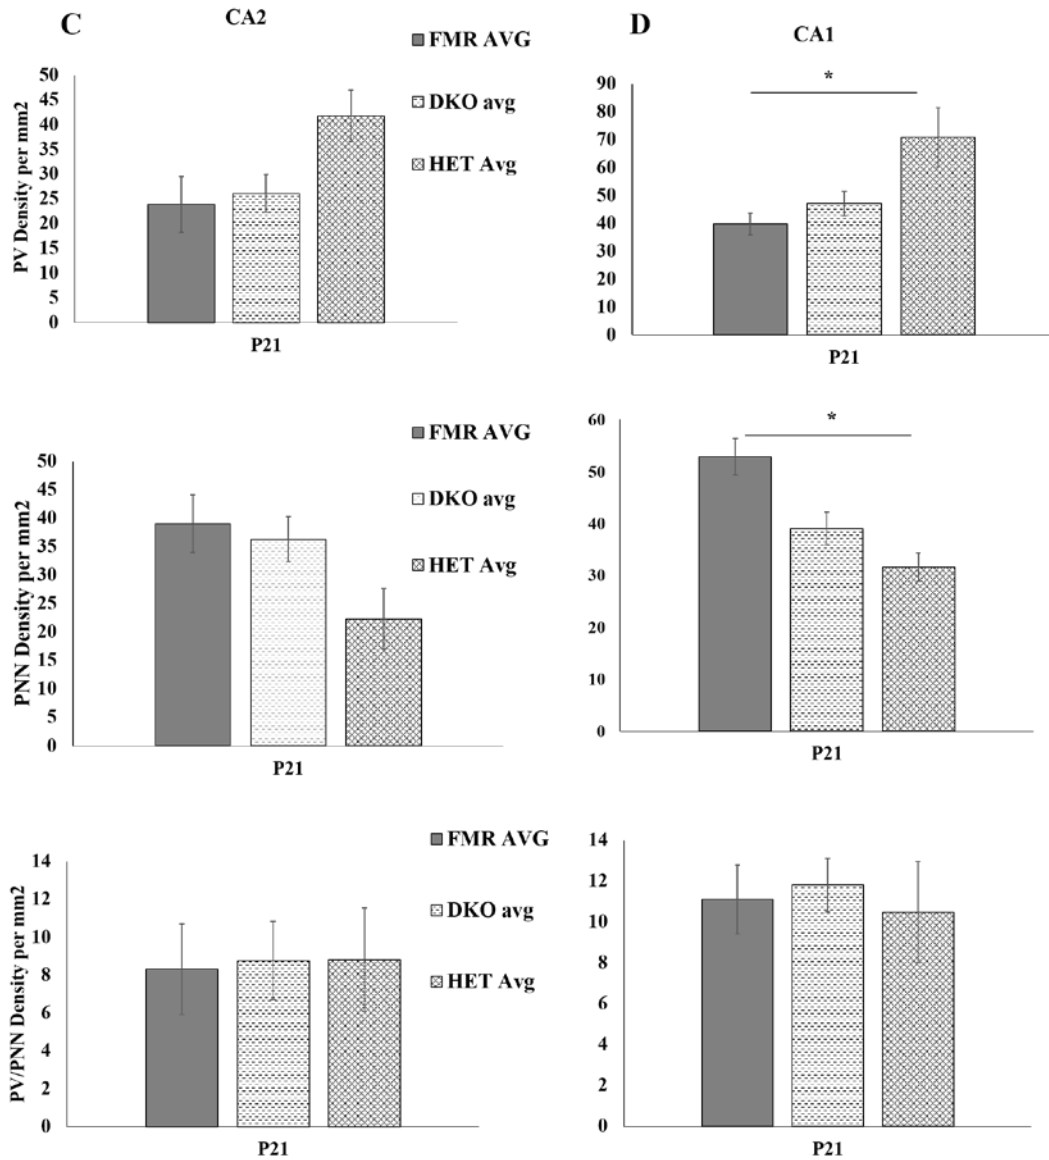 C
CA2
FMR AVG
DKO avg
HET Avg
PV Density per mm2
50
45
40
35
30
25
20
15
10
5
0
P21
D
CA1
*
90
80
70
60
50
40
30
20
10
0
P21
FMR AVG
DKO avg
HET Avg
PNN Density per mm2
50
45
40
35
30
25
20
15
10
5
0
P21
*
60
50
40
30
20
10
0
P21
FMR AVG
DKO avg
HET Avg
PV/PNN Density per mm2
14
12
10
8
6
4
2
0
P21
14
12
10
8
6
4
2
0
P21